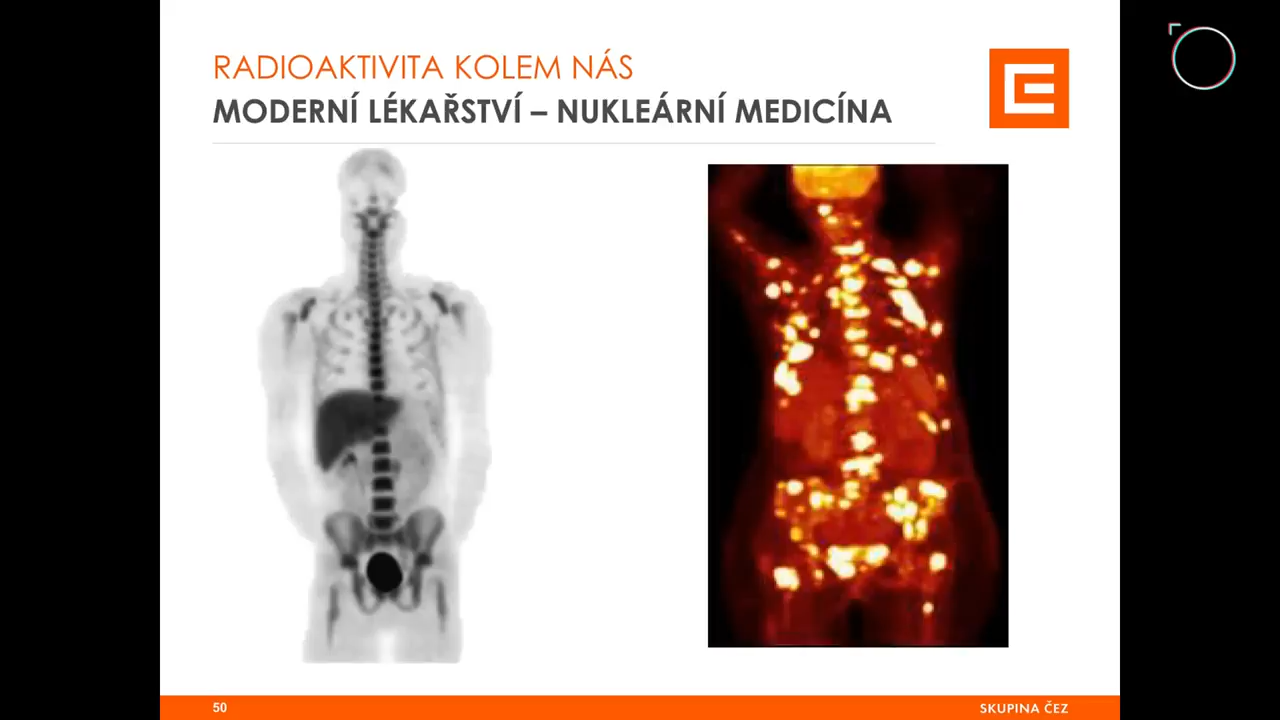 RADIOAKTIVITA KOLEM NÁS
MODERNÍ LÉKAŘSTVÍ – NUKLEÁRNÍ MEDICÍNA
50
SKUPINA ČEZ